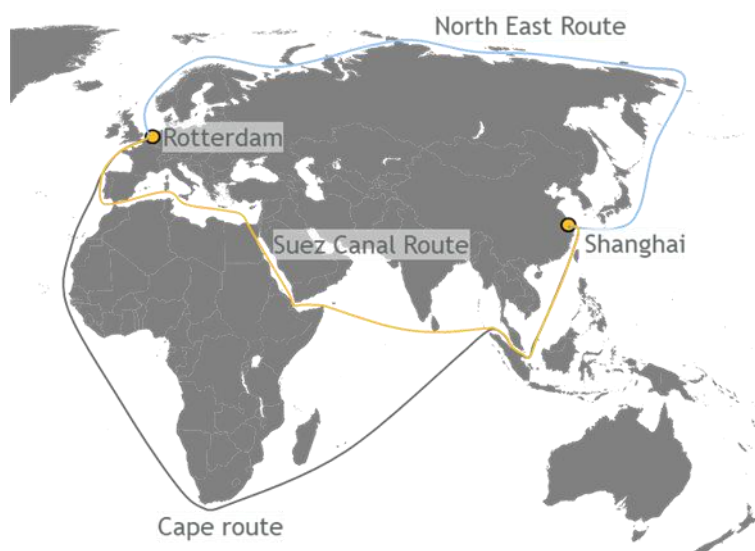 North East Route
Rotterdam
Suez Canal Route
Shanghai
Cape route